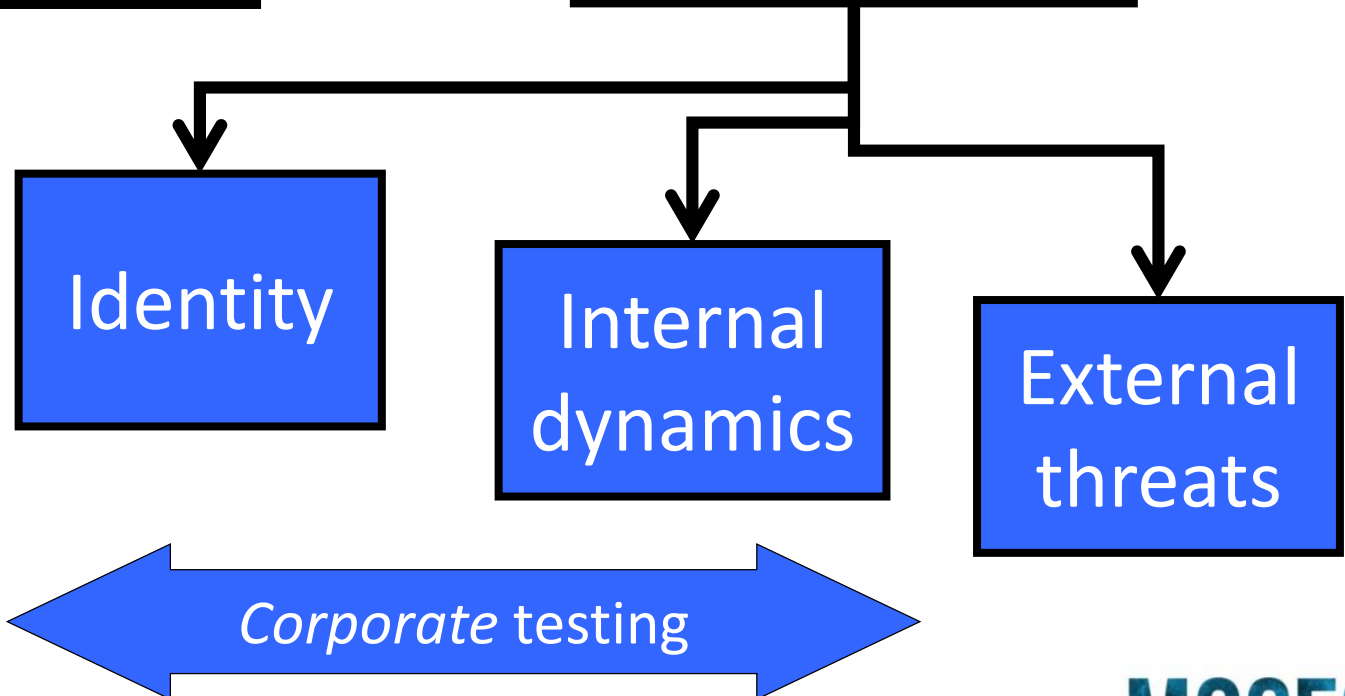 Identity
Internal
dynamics
External
threats
Corporate testing